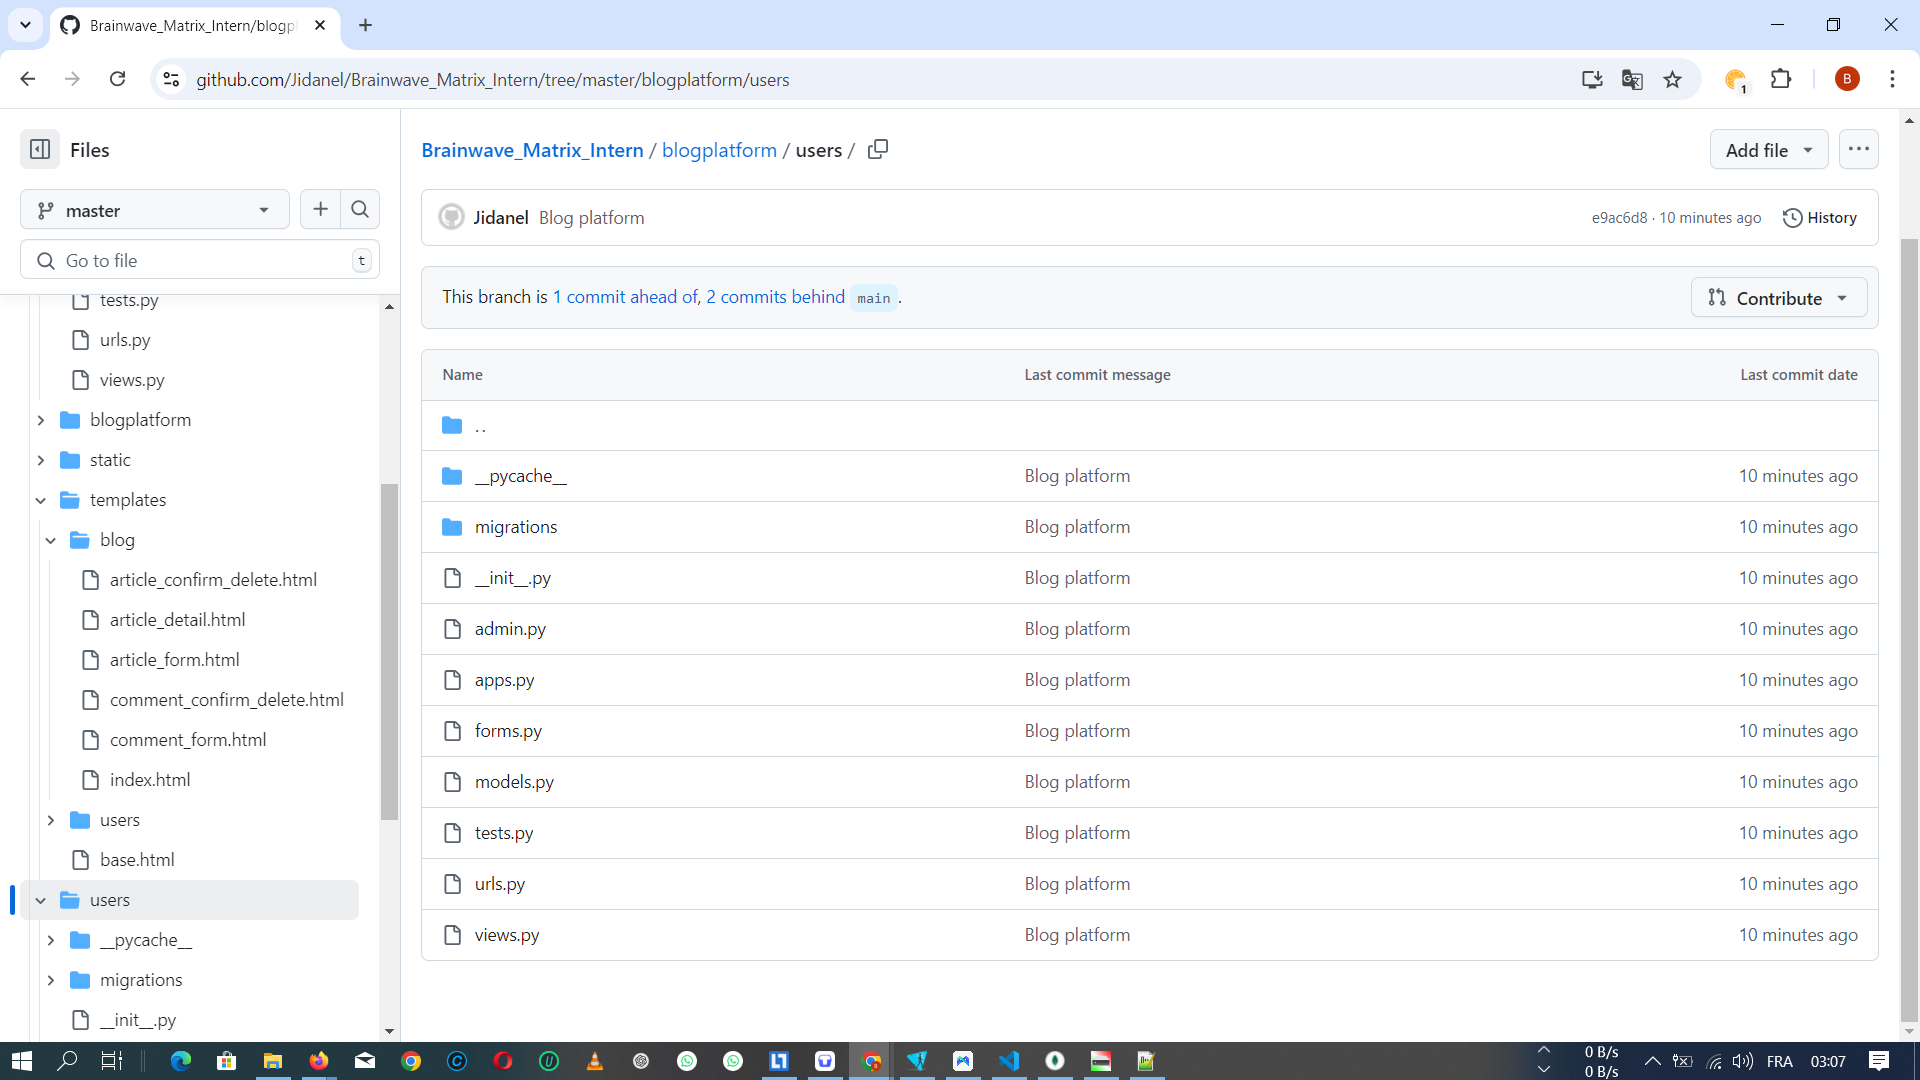 Brainwave_Matrix_Intern/blogpl
github.com/Jidanel/Brainwave_Matrix_Intern/tree/master/blogplatform/users
1
B
Files
master
Go to file
t
tests.py
urls.py
views.py
blogplatform
static
templates
blog
article_confirm_delete.html
article_detail.html
article_form.html
comment_confirm_delete.html
comment_form.html
index.html
users
base.html
users
__pycache__
migrations
__init__.py
Brainwave_Matrix_Intern / blogplatform / users /
Add file
Jidanel Blog platform
e9ac6d8 · 10 minutes ago
History
This branch is 1 commit ahead of, 2 commits behind main .
Contribute
Name Last commit message Last commit date
..
__pycache__ Blog platform 10 minutes ago
migrations Blog platform 10 minutes ago
__init__.py Blog platform 10 minutes ago
admin.py Blog platform 10 minutes ago
apps.py Blog platform 10 minutes ago
forms.py Blog platform 10 minutes ago
models.py Blog platform 10 minutes ago
tests.py Blog platform 10 minutes ago
urls.py Blog platform 10 minutes ago
views.py Blog platform 10 minutes ago
0 B/s
0 B/s
FRA
03:07